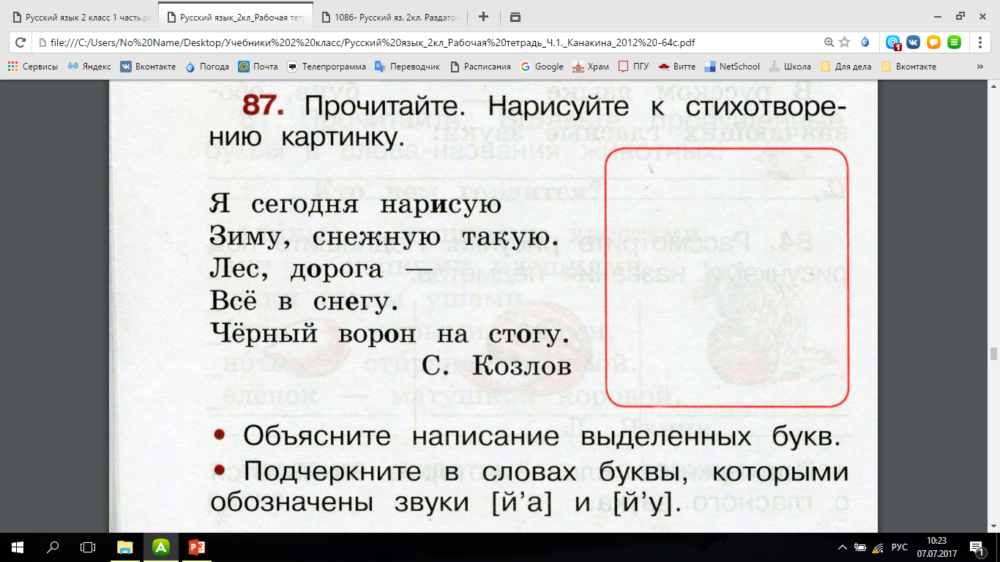 Русский язык 2 класс 1 часть.pd
Русский язык_2кл_Рабочая тетр
1086- Русский яз. 2кл. Раздаточ
file:///C:/Users/No%20Name/Desktop/Учебники%202%20класс/Русский%20язык_2кл_Рабочая%20тетрадь_Ч.1._Канакина_2012%20-64с.pdf
1
Сервисы Яндекс Вконтакте Погода Почта Телепрограмма Переводчик Расписания Google Храм ПГУ Витте NetSchool Школа Для дела Вконтакте »
87. Прочитайте. Нарисуйте к стихотворе-
нию картинку.
Я сегодня нарисую
Зиму, снежную такую.
Лес, дорога —
Всё в снегу.
Чёрный ворон на стогу.
С. Козлов
• Объясните написание выделенных букв.
• Подчеркните в словах буквы, которыми
обозначены звуки [й’а] и [й’у].
РУС
10:23
07.07.2017
1